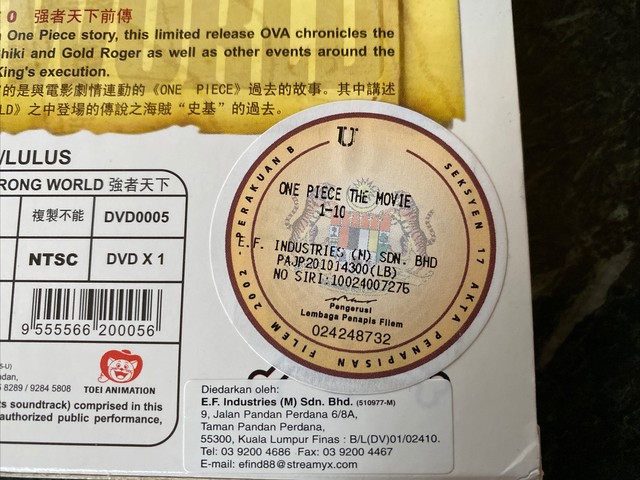 0 强者天下前傳
One Piece story, this limited release OVA chronicles the
hiki and Gold Roger as well as other events around the
King's execution.
的是與電影劇情連動的《ONE PIECE》過去的故事。其中講述
LD》之中登場的傳說之海賊“史基”的過去。
/LULUS
RONG WORLD 強者天下
複製不能 DVD0005
NTSC DVD X 1
9 555566 200056
5-U)
ndan,
5 8289 / 9284 5808
TOEI ANIMATION
ts soundtrack) comprised in this
authorized public performance,
PERAKUAN B
U
SEKSYEN 17 AKTA PENAPISAN FILEM 2002
ONE PIECE THE MOVIE
1-10
E.F. INDUSTRIES (M) SDN. BHD
PAJP201014300(LB)
NO SIRI:10024007276
Pengerusi
Lembaga Penapis Filem
024248732
Diedarkan oleh:
E.F. Industries (M) Sdn. Bhd. (510977-M)
9, Jalan Pandan Perdana 6/8A,
Taman Pandan Perdana,
55300, Kuala Lumpur Finas : B/L(DV)01/02410.
Tel: 03 9200 4686 Fax: 03 9200 4467
E-mail: efind88@streamyx.com